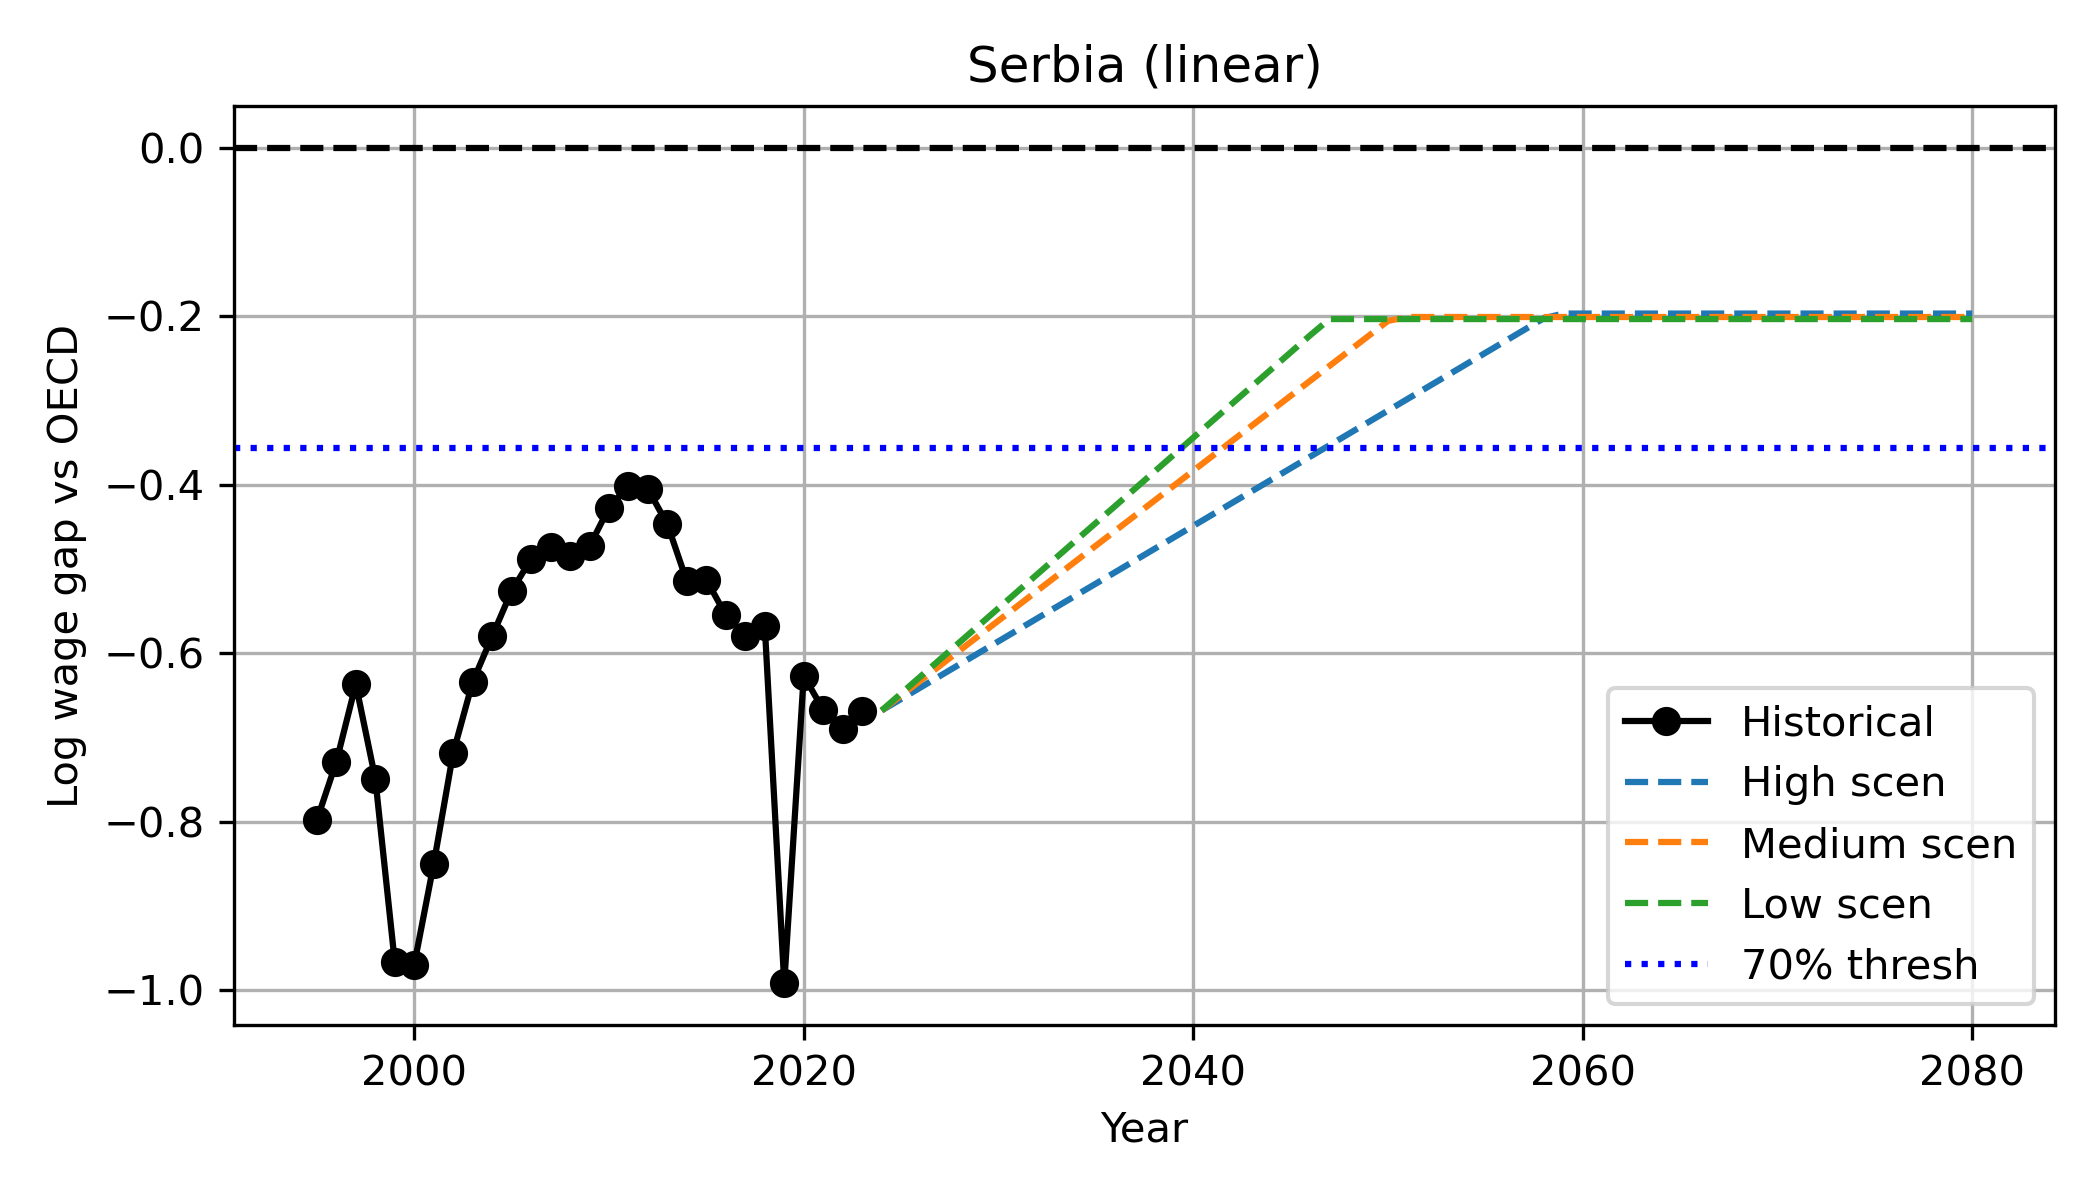 Serbia (linear)
0.0
−0.2
−0.4
−0.6
−0.8
−1.0
Log wage gap vs OECD
2000 2020 2040 2060 2080
Year
Historical
High scen
Medium scen
Low scen
70% thresh